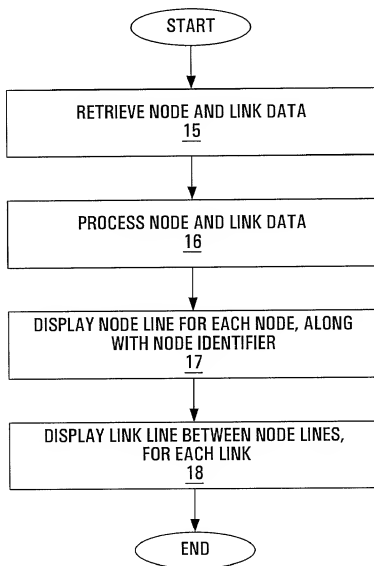 START
RETRIEVE NODE AND LINK DATA
15
PROCESS NODE AND LINK DATA
16
DISPLAY NODE LINE FOR EACH NODE, ALONG
WITH NODE IDENTIFIER
17
DISPLAY LINK LINE BETWEEN NODE LINES,
FOR EACH LINK
18
END